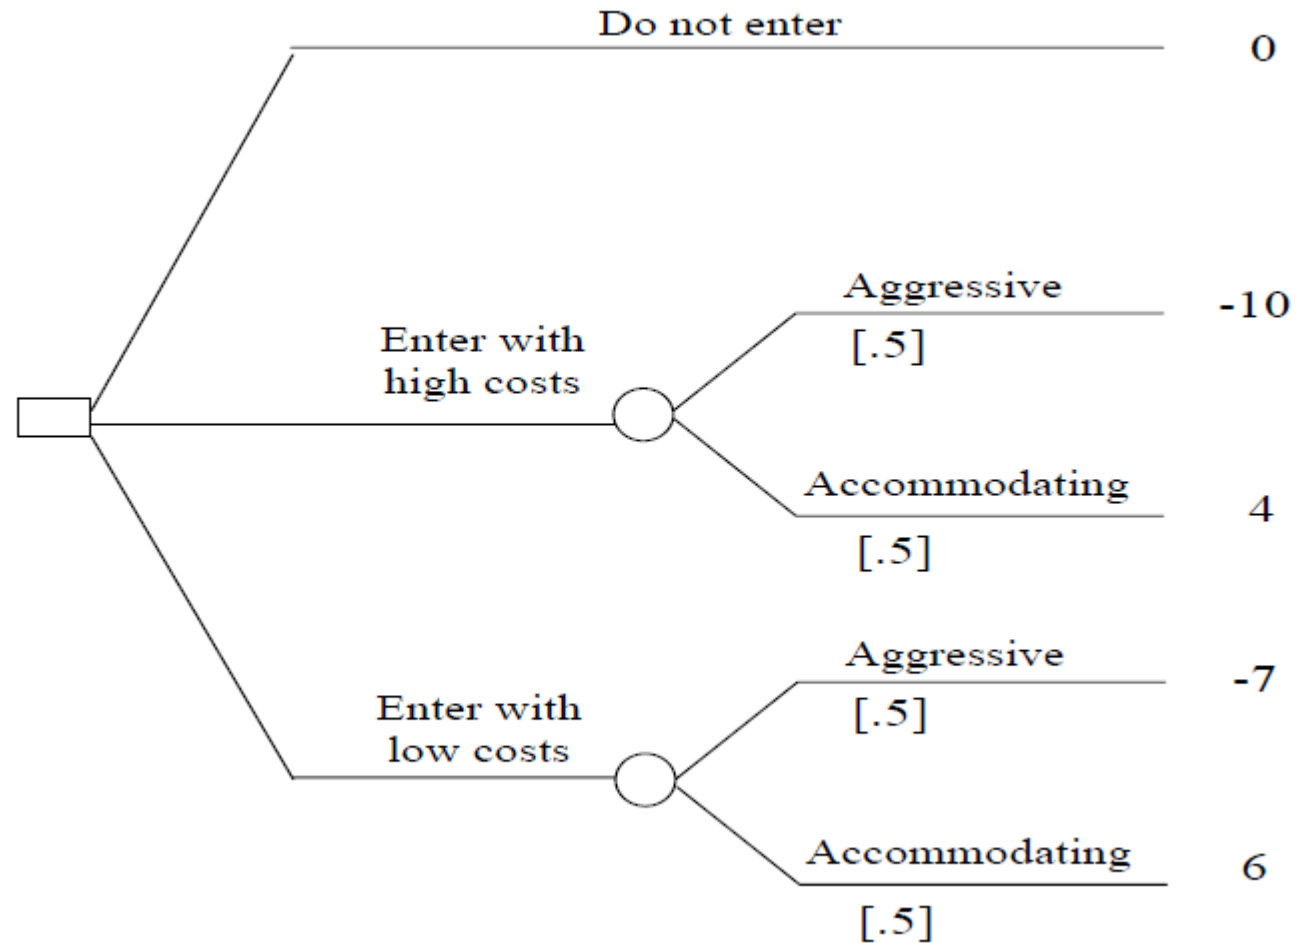 Do not enter
0
Aggressive
-10
[.5]
Enter with
high costs
Accommodating
4
[.5]
Aggressive
-7
[.5]
Enter with
low costs
Accommodating
6
[.5]